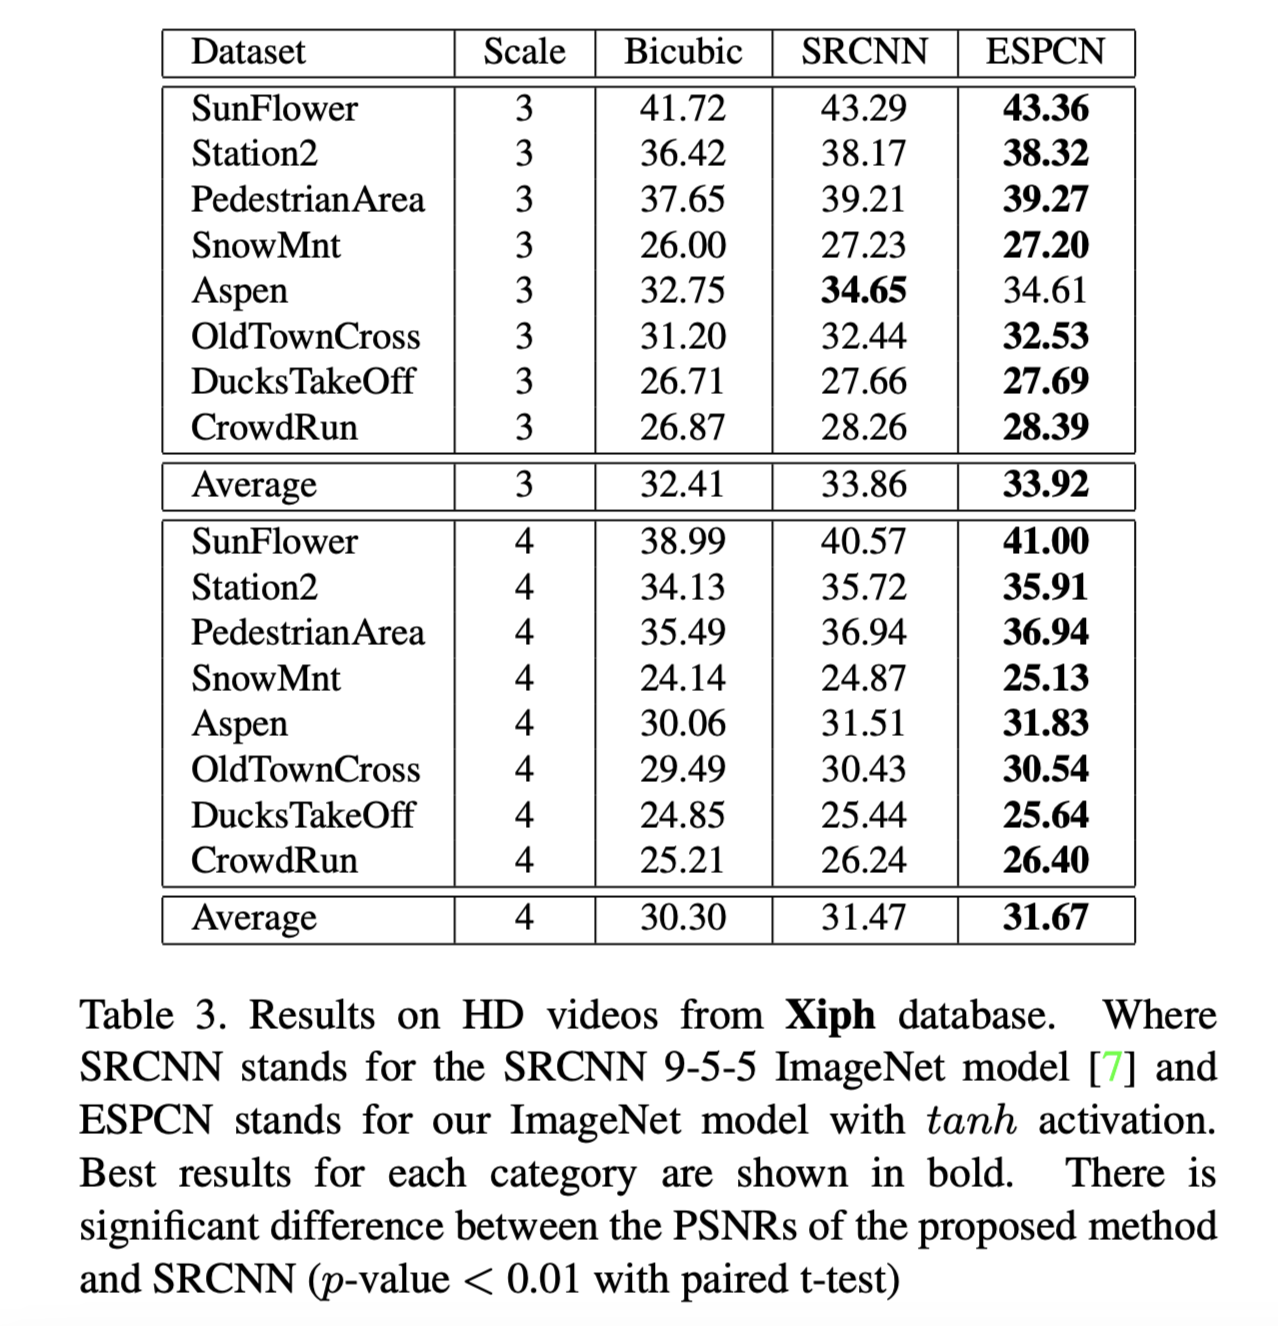 Dataset Scale Bicubic SRCNN ESPCN
SunFlower 3 41.72 43.29 43.36
Station2 3 36.42 38.17 38.32
PedestrianArea 3 37.65 39.21 39.27
SnowMnt 3 26.00 27.23 27.20
Aspen 3 32.75 34.65 34.61
OldTownCross 3 31.20 32.44 32.53
DucksTakeOff 3 26.71 27.66 27.69
CrowdRun 3 26.87 28.26 28.39
Average 3 32.41 33.86 33.92
SunFlower 4 38.99 40.57 41.00
Station2 4 34.13 35.72 35.91
PedestrianArea 4 35.49 36.94 36.94
SnowMnt 4 24.14 24.87 25.13
Aspen 4 30.06 31.51 31.83
OldTownCross 4 29.49 30.43 30.54
DucksTakeOff 4 24.85 25.44 25.64
CrowdRun 4 25.21 26.24 26.40
Average 4 30.30 31.47 31.67
Table 3. Results on HD videos from Xiph database. Where
SRCNN stands for the SRCNN 9-5-5 ImageNet model [7] and
ESPCN stands for our ImageNet model with tanh activation.
Best results for each category are shown in bold. There is
significant difference between the PSNRs of the proposed method
and SRCNN (p-value < 0.01 with paired t-test)